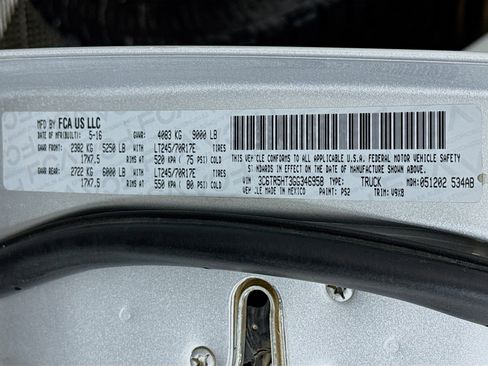 MFD BY FCA US LLC
DATE OF MFR(BUILT): 5-16 GVWR: 4083 KG 9000 LB
GAWR FRONT: 2382 KG 5250 LB LT245/70R17E TIRES
17X7.5 RIMS AT 520 KPA ( 75 PSI) COLD
GAWR REAR: 2722 KG 6000 LB LT245/70R17E TIRES
17X7.5 RIMS AT 550 KPA ( 80 PSI) COLD
THIS VEHICLE CONFORMS TO ALL APPLICABLE U.S.A. FEDERAL MOTOR VEHICLE SAFETY
STANDARDS IN EFFECT ON THE DATE OF MANUFACTURE SHOWN ABOVE.
VIN: 3C6TR5HT3GG346958 TYPE: TRUCK MDH: 051202 534AB
VEHICLE MADE IN MEXICO PAINT: PS2 TRIM: V9X8